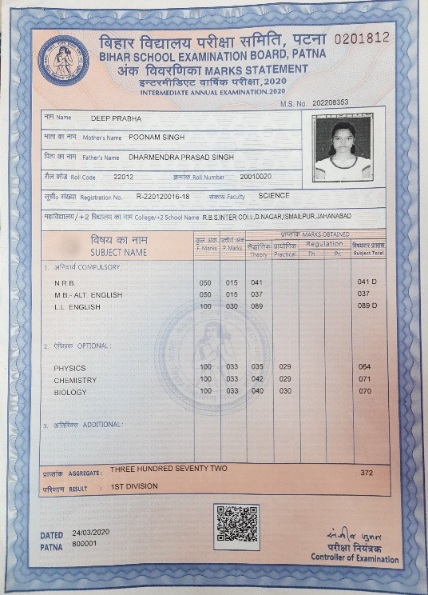 बिहार विद्यालय परीक्षा समिति, पटना 0201812
BIHAR SCHOOL EXAMINATION BOARD, PATNA
अंक विवरणिका MARKS STATEMENT
इन्टरमीडिएट वार्षिक परीक्षा,2020
INTERMEDIATE ANNUAL EXAMINATION,2020
M.S. No. 202208353
नाम Name DEEP PRABHA
माता का नाम Mother's Name POONAM SINGH
पिता का नाम Father's Name DHARMENDRA PRASAD SINGH
रौल कोड Roll Code 22012 क्रमांक Roll Number 20010020
सूची० संख्या Registration No. R-220120016-18 संकाय Faculty SCIENCE
महाविद्यालय/+2 विद्यालय का नाम College/+2 School Name R.B.S.INTER COLL,D.NAGAR,ISMAILPUR,JAHANABAD
विषय का नाम SUBJECT NAME कुल अंक F. Marks P. Marks प्राप्तांक MARKS OBTAINED
सैद्धांतिक Theory प्रायोगिक Practical Regulation Th. Pr. Subject Total
1. अनिवार्य COMPULSORY
N.R.B. 050 015 041 041 D
M.B.- ALT. ENGLISH 050 015 037 037
L.L. ENGLISH 100 030 089 089 D
2. ऐच्छिक OPTIONAL:
PHYSICS 100 033 035 029 064
CHEMISTRY 100 033 042 029 071
BIOLOGY 100 033 040 030 070
3. अतिरिक्त ADDITIONAL:
प्राप्तांक AGGREGATE: THREE HUNDRED SEVENTY TWO 372
परिणाम RESULT : 1ST DIVISION
DATED 24/03/2020
PATNA 800001
परीक्षा नियंत्रक
Controller of Examination